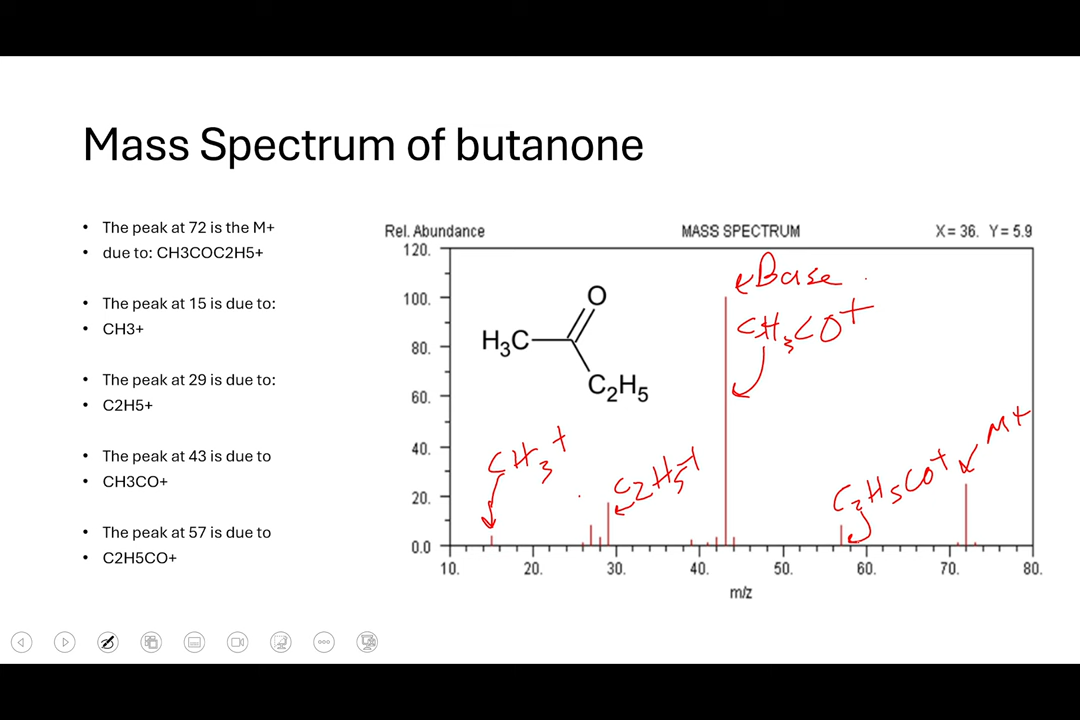 Mass Spectrum of butanone
• The peak at 72 is the M+
• due to: CH3COC2H5+
• The peak at 15 is due to:
• CH3+
• The peak at 29 is due to:
• C2H5+
• The peak at 43 is due to
• CH3CO+
• The peak at 57 is due to
• C2H5CO+
Rel. Abundance MASS SPECTRUM X = 36. Y = 5.9
120.
100.
80.
60.
40.
20.
0.0
10. 20. 30. 40. 50. 60. 70. 80.
m/z
O
H₃C
C₂H₅
Base
CH₃CO+
M+
CH₃+
C₂H₅+
C₂H₅CO+